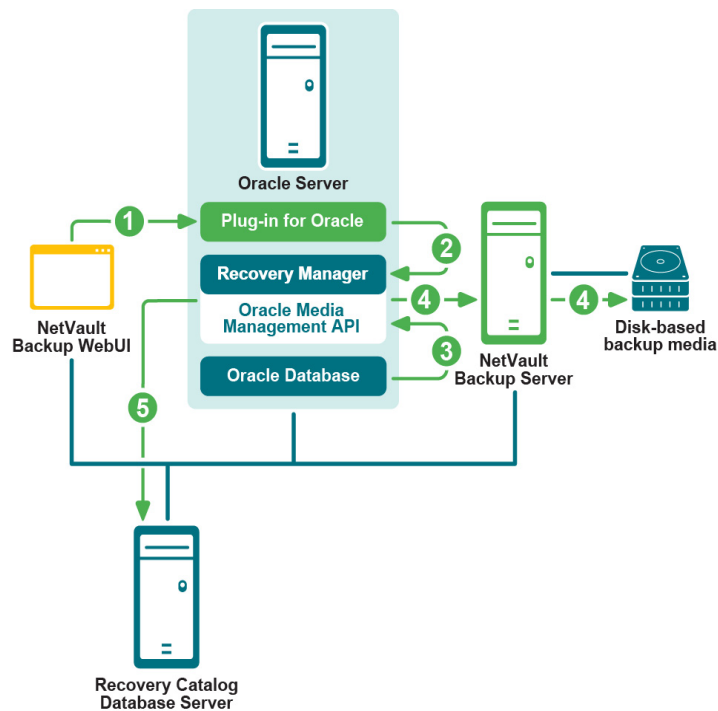 Oracle Server
1
Plug-in for Oracle
2
Recovery Manager
4
4
Oracle Media
Management API
3
NetVault
Backup WebUI
Disk-based
backup media
NetVault
Backup Server
Oracle Database
5
Recovery Catalog
Database Server